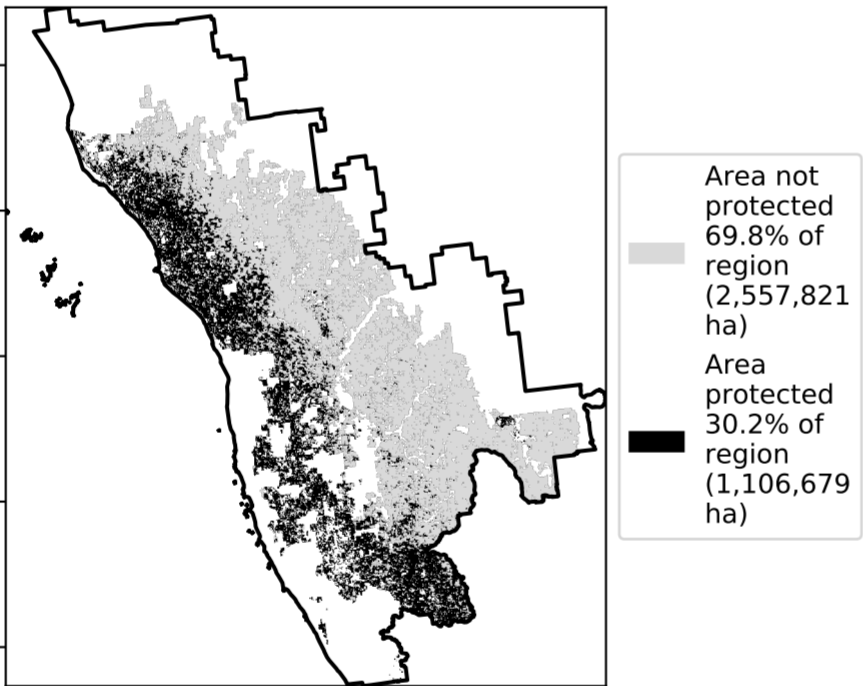 Area not
protected
69.8% of
region
(2,557,821
ha)
Area
protected
30.2% of
region
(1,106,679
ha)